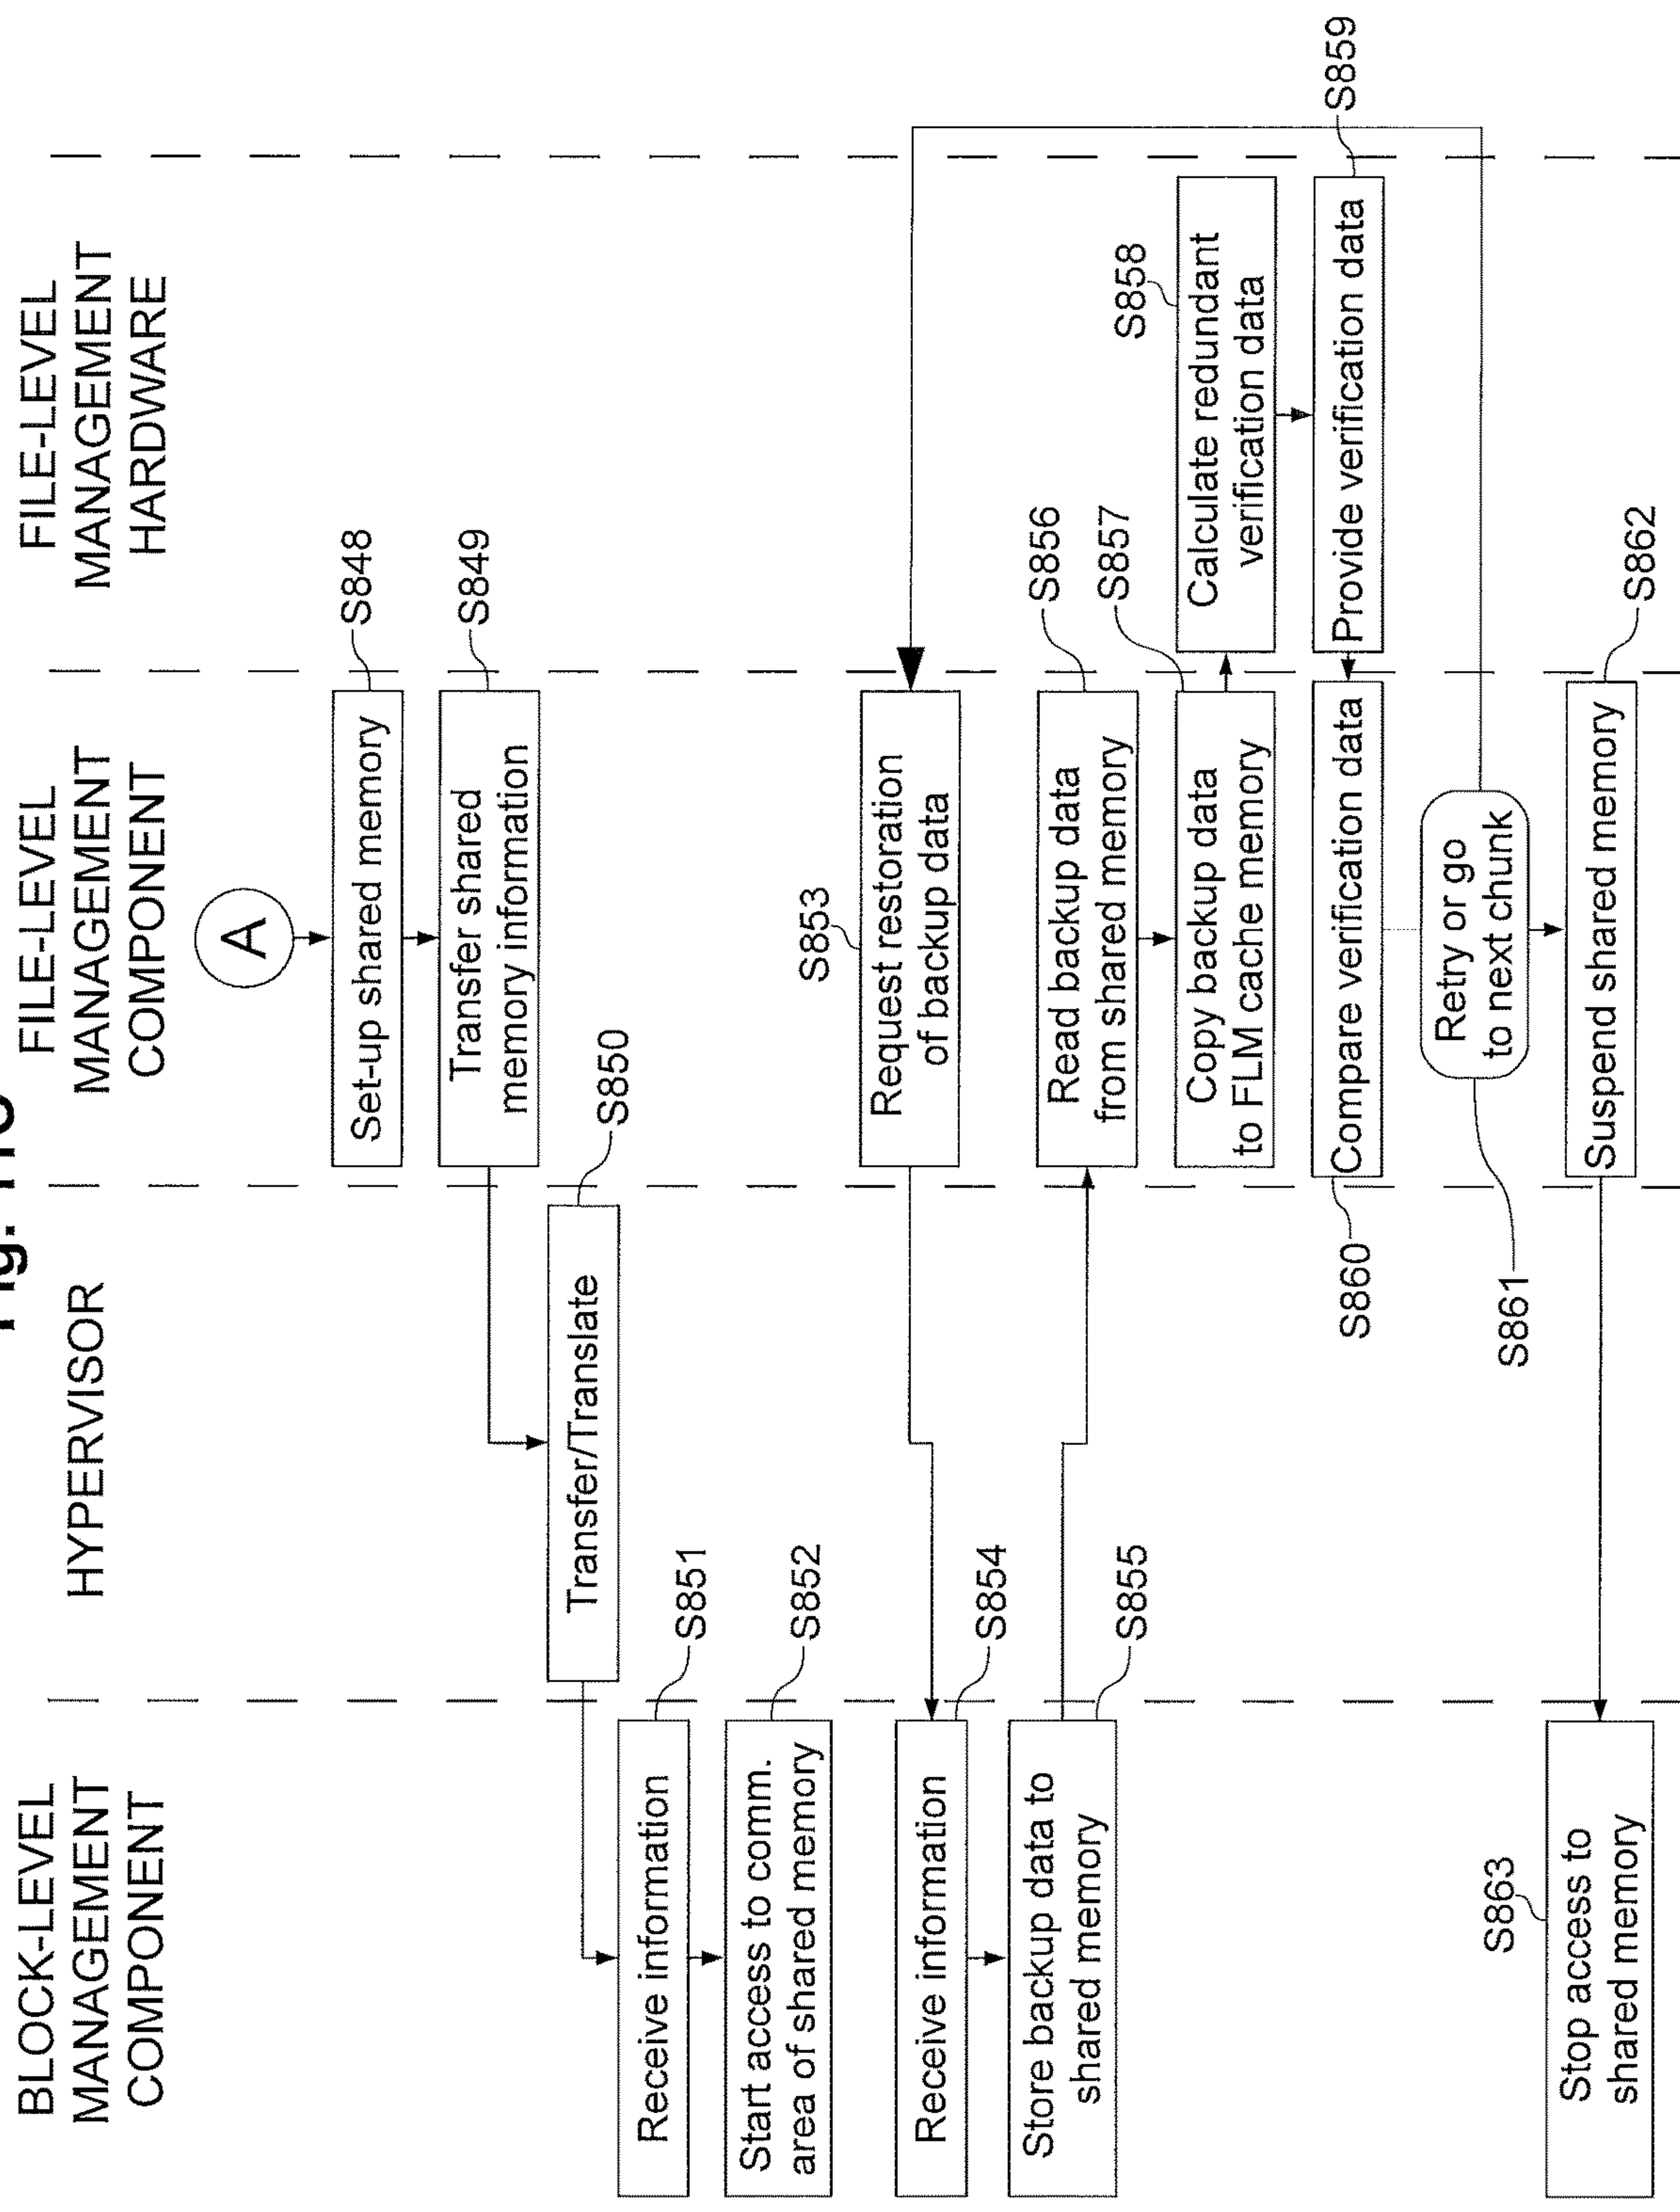 Fig. 11C
BLOCK-LEVEL
MANAGEMENT
COMPONENT
HYPERVISOR
FILE-LEVEL
MANAGEMENT
COMPONENT
FILE-LEVEL
MANAGEMENT
HARDWARE
A
Set-up shared memory
S848
Transfer shared
memory information
S849
Transfer/Translate
S850
Receive information
S851
Start access to comm.
area of shared memory
S852
S853
Request restoration
of backup data
Receive information
S854
Store backup data to
shared memory
S855
Read backup data
from shared memory
S856
Copy backup data
to FLM cache memory
S857
S858
Calculate redundant
verification data
Provide verification data
S859
Compare verification data
S860
Retry or go
to next chunk
S861
Suspend shared memory
S862
S863
Stop access to
shared memory